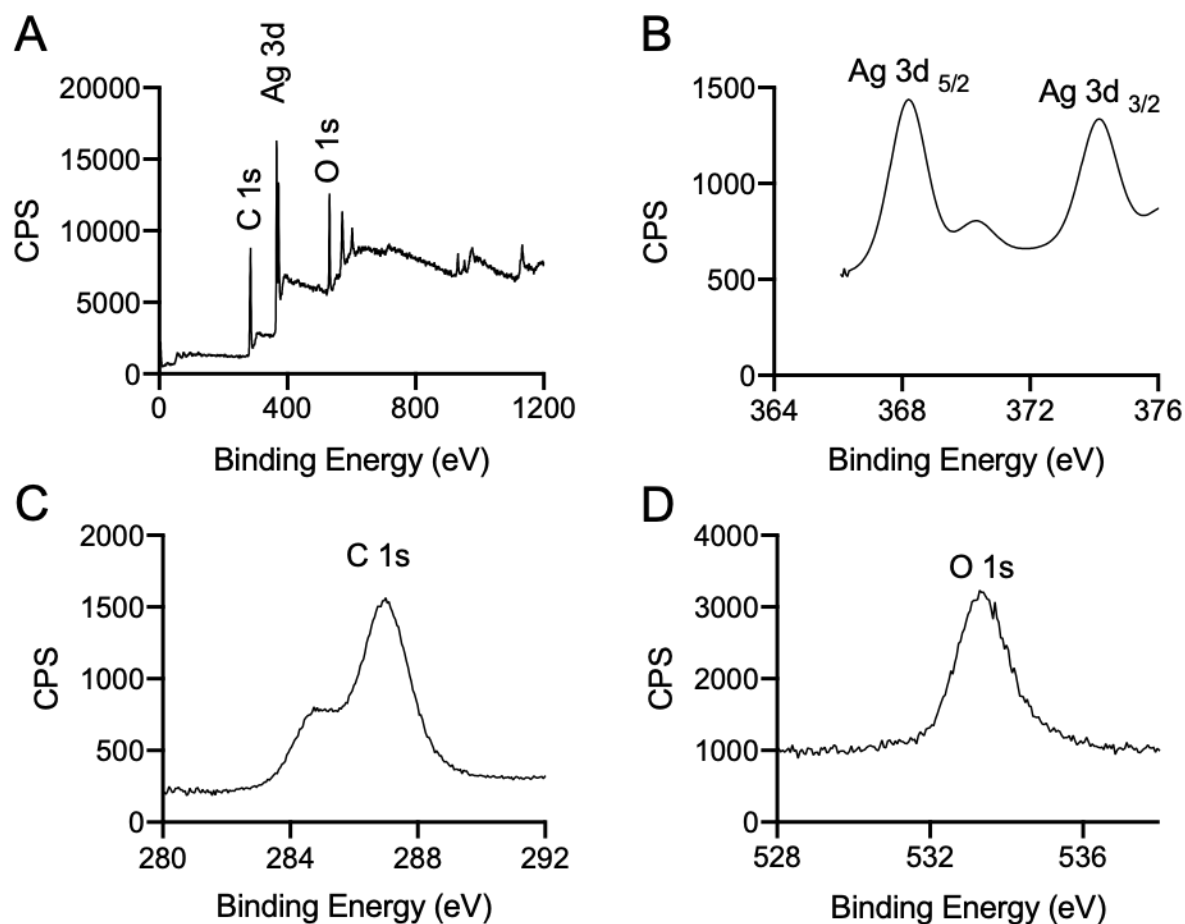 A
Ag 3d
C 1s
O 1s
20000
15000
10000
5000
0
CPS
0 400 800 1200
Binding Energy (eV)
B
Ag 3d 5/2
Ag 3d 3/2
1500
1000
500
0
CPS
364 368 372 376
Binding Energy (eV)
C
C 1s
2000
1500
1000
500
0
CPS
280 284 288 292
Binding Energy (eV)
D
O 1s
4000
3000
2000
1000
0
CPS
528 532 536
Binding Energy (eV)